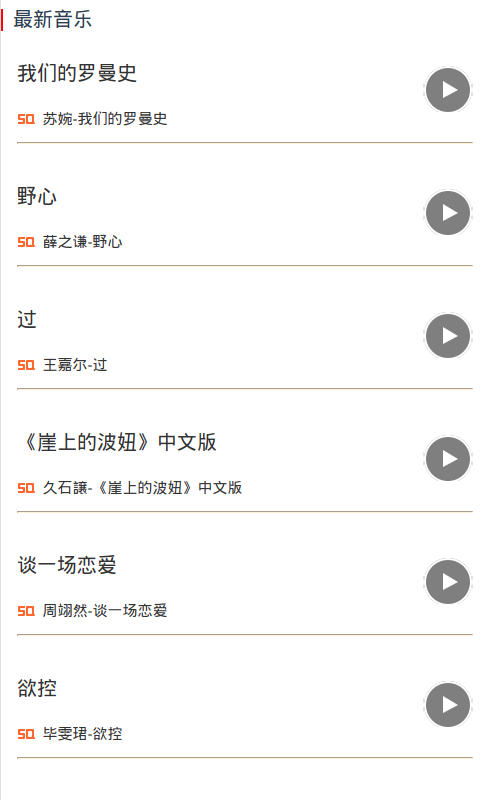 最新音乐
我们的罗曼史
SQ 苏婉-我们的罗曼史
野心
SQ 薛之谦-野心
过
SQ 王嘉尔-过
《崖上的波妞》中文版
SQ 久石譲-《崖上的波妞》中文版
谈一场恋爱
SQ 周翊然-谈一场恋爱
欲控
SQ 毕雯珺-欲控